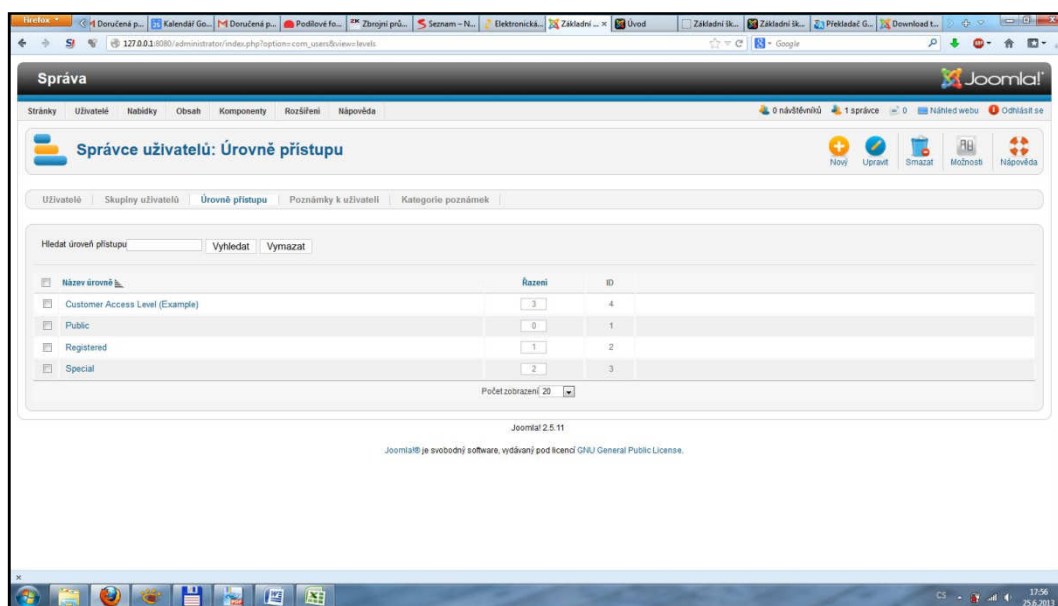 Firefox
Doručená p... Kalendář Go... Doručená p... Podílové fo... Zbrojní prů... Seznam – N... Elektronická... Základní ... × Úvod Základní šk... Základní šk... Překladač G... Download t...
127.0.0.1:8080/administrator/index.php?option=com_users&view=levels Google
Správa Joomla!
Stránky Uživatelé Nabídky Obsah Komponenty Rozšíření Nápověda 0 návštěvníků 1 správce 0 Náhled webu Odhlásit se
Správce uživatelů: Úrovně přístupu
Nový Upravit Smazat Možnosti Nápověda
Uživatelé Skupiny uživatelů Úrovně přístupu Poznámky k uživateli Kategorie poznámek
Hledat úroveň přístupu Vyhledat Vymazat
Název úrovně Řazení ID
Customer Access Level (Example) 3 4
Public 0 1
Registered 1 2
Special 2 3
Počet zobrazení 20
Joomla! 2.5.11
Joomla!® je svobodný software, vydávaný pod licencí GNU General Public License.
×
CS 17:56
25.6.2013